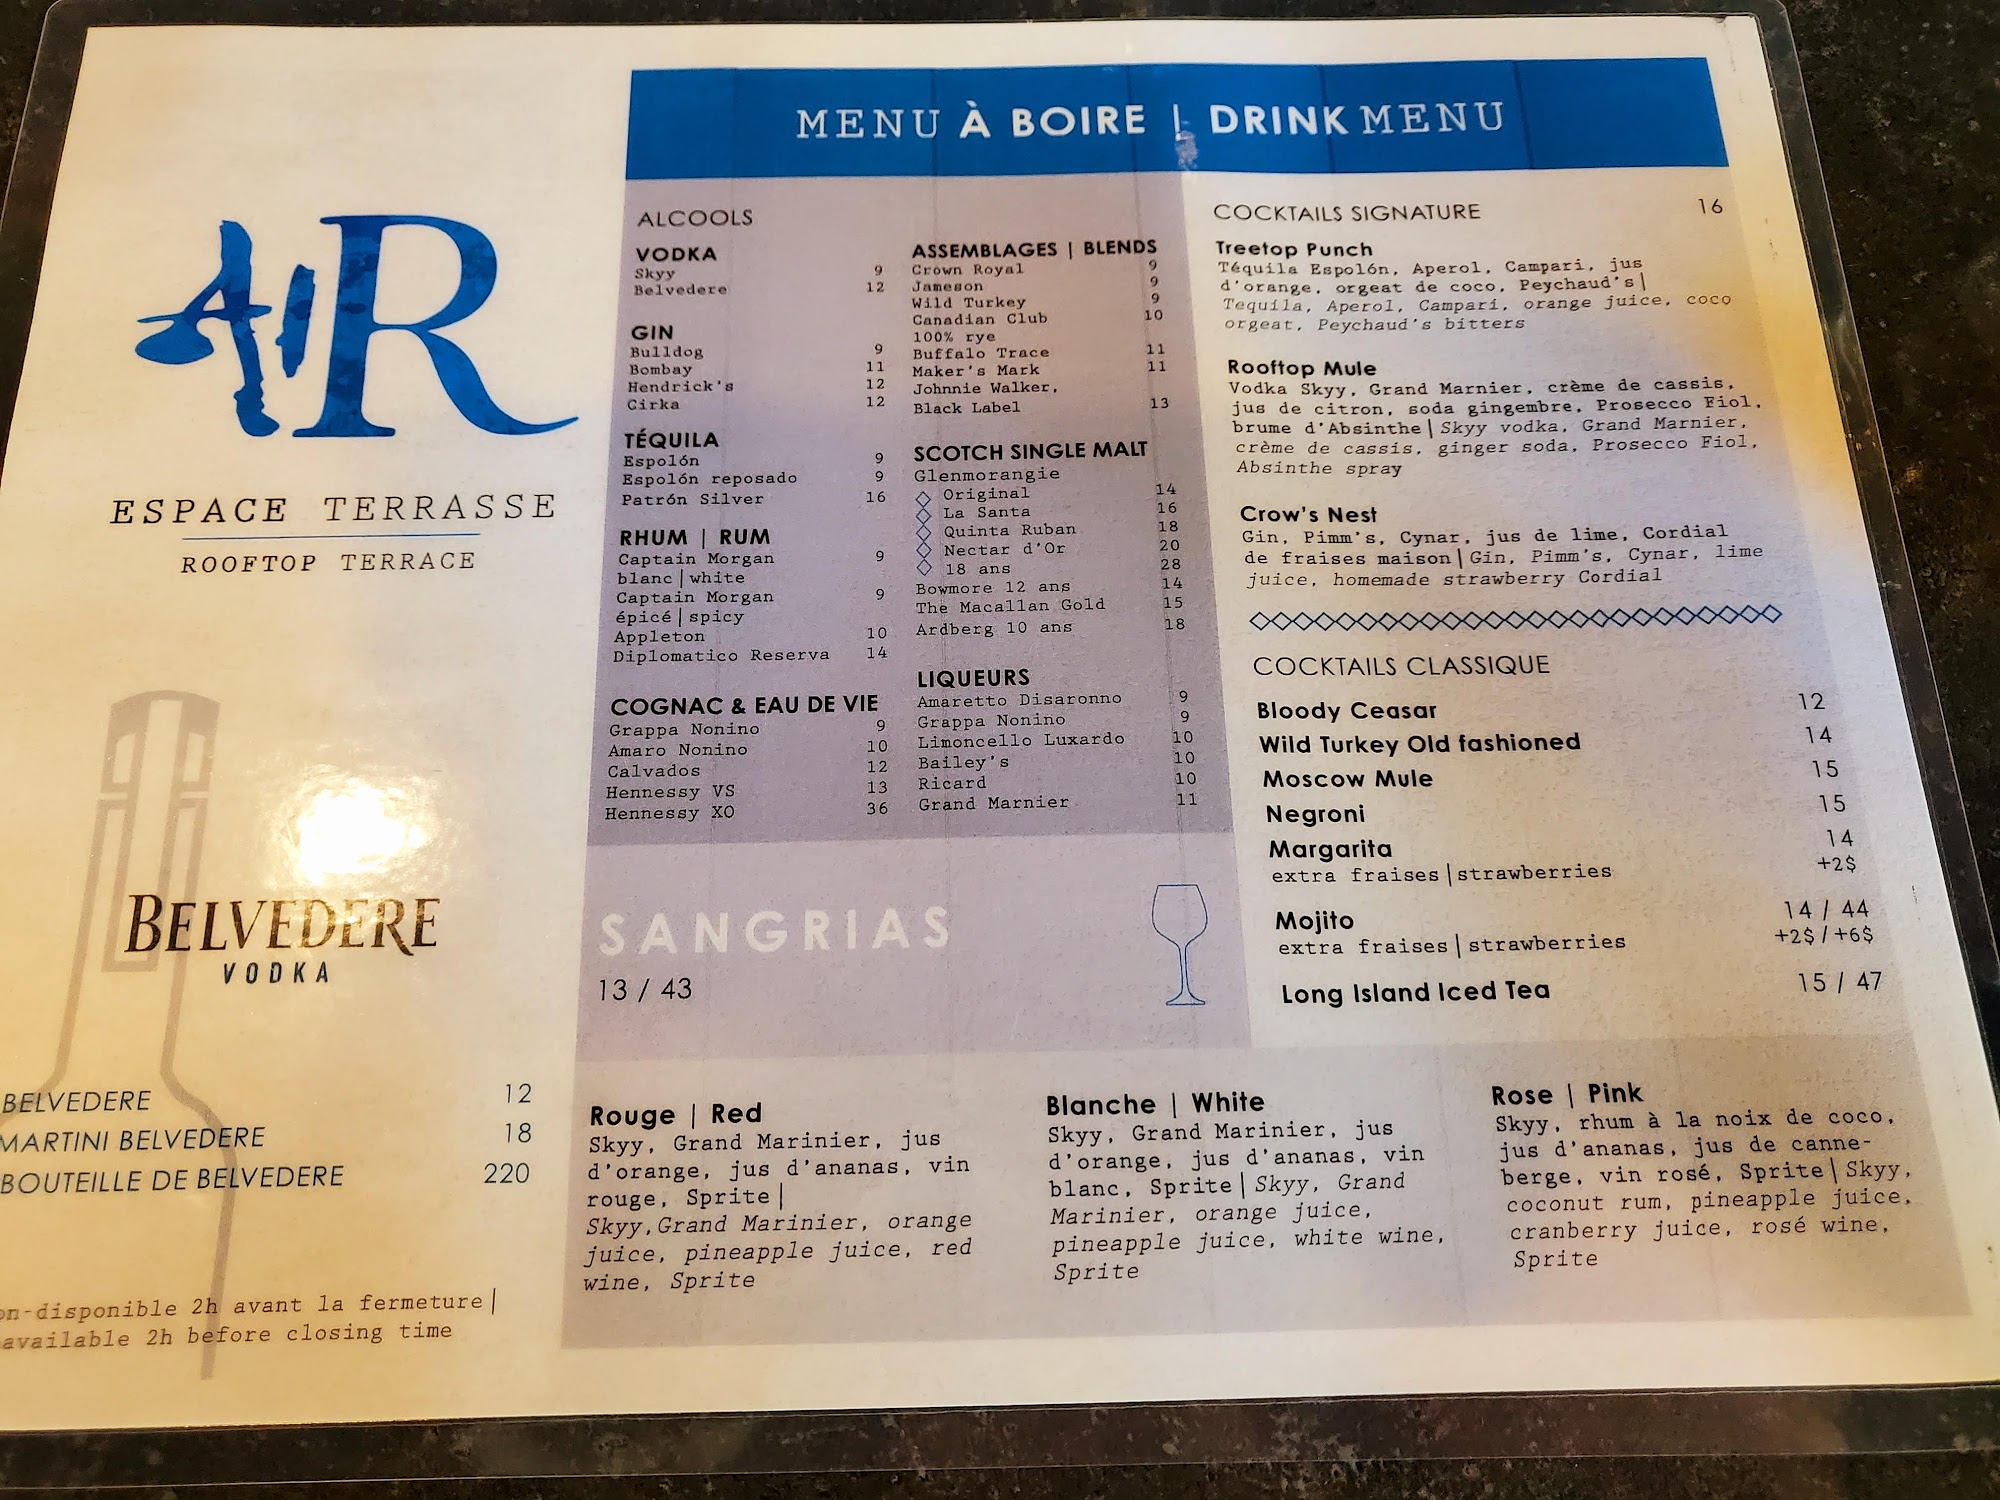 MENU À BOIRE | DRINK MENU
AIR
ESPACE TERRASSE
ROOFTOP TERRACE
BELVEDERE
VODKA
BELVEDERE 12
MARTINI BELVEDERE 18
BOUTEILLE DE BELVEDERE 220
disponible 2h avant la fermeture|
available 2h before closing time
ALCOOLS
VODKA
Skyy 9
Belvedere 12
GIN
Bulldog 9
Bombay 11
Hendrick's 12
Cirka 12
TÉQUILA
Espolón 9
Espolón reposado 9
Patrón Silver 16
RHUM | RUM
Captain Morgan 9
blanc|white
Captain Morgan 9
épicé|spicy
Appleton 10
Diplomatico Reserva 14
COGNAC & EAU DE VIE
Grappa Nonino 9
Amaro Nonino 10
Calvados 12
Hennessy VS 13
Hennessy XO 36
ASSEMBLAGES | BLENDS
Crown Royal 9
Jameson 9
Wild Turkey 9
Canadian Club 10
100% rye
Buffalo Trace 11
Maker's Mark 11
Johnnie Walker,
Black Label 13
SCOTCH SINGLE MALT
Glenmorangie
Original 14
La Santa 16
Quinta Ruban 18
Nectar d'Or 20
18 ans 28
Bowmore 12 ans 14
The Macallan Gold 15
Ardberg 10 ans 18
LIQUEURS
Amaretto Disaronno 9
Grappa Nonino 9
Limoncello Luxardo 10
Bailey's 10
Ricard 10
Grand Marnier 11
COCKTAILS SIGNATURE 16
Treetop Punch
Téquila Espolón, Aperol, Campari, jus
d'orange, orgeat de coco, Peychaud's|
Tequila, Aperol, Campari, orange juice, coco
orgeat, Peychaud's bitters
Rooftop Mule
Vodka Skyy, Grand Marnier, crème de cassis,
jus de citron, soda gingembre, Prosecco Fiol,
brume d'Absinthe|Skyy vodka, Grand Marnier,
crème de cassis, ginger soda, Prosecco Fiol,
Absinthe spray
Crow's Nest
Gin, Pimm's, Cynar, jus de lime, Cordial
de fraises maison|Gin, Pimm's, Cynar, lime
juice, homemade strawberry Cordial
COCKTAILS CLASSIQUE
Bloody Ceasar 12
Wild Turkey Old fashioned 14
Moscow Mule 15
Negroni 15
Margarita 14
extra fraises|strawberries +2$
Mojito 14 / 44
extra fraises|strawberries +2$/+6$
Long Island Iced Tea 15 / 47
SANGRIAS
13 / 43
Rouge | Red
Skyy, Grand Marinier, jus
d'orange, jus d'ananas, vin
rouge, Sprite|
Skyy,Grand Marinier, orange
juice, pineapple juice, red
wine, Sprite
Blanche | White
Skyy, Grand Marinier, jus
d'orange, jus d'ananas, vin
blanc, Sprite|Skyy, Grand
Marinier, orange juice,
pineapple juice, white wine,
Sprite
Rose | Pink
Skyy, rhum à la noix de coco,
jus d'ananas, jus de canne-
berge, vin rosé, Sprite|Skyy,
coconut rum, pineapple juice,
cranberry juice, rosé wine,
Sprite